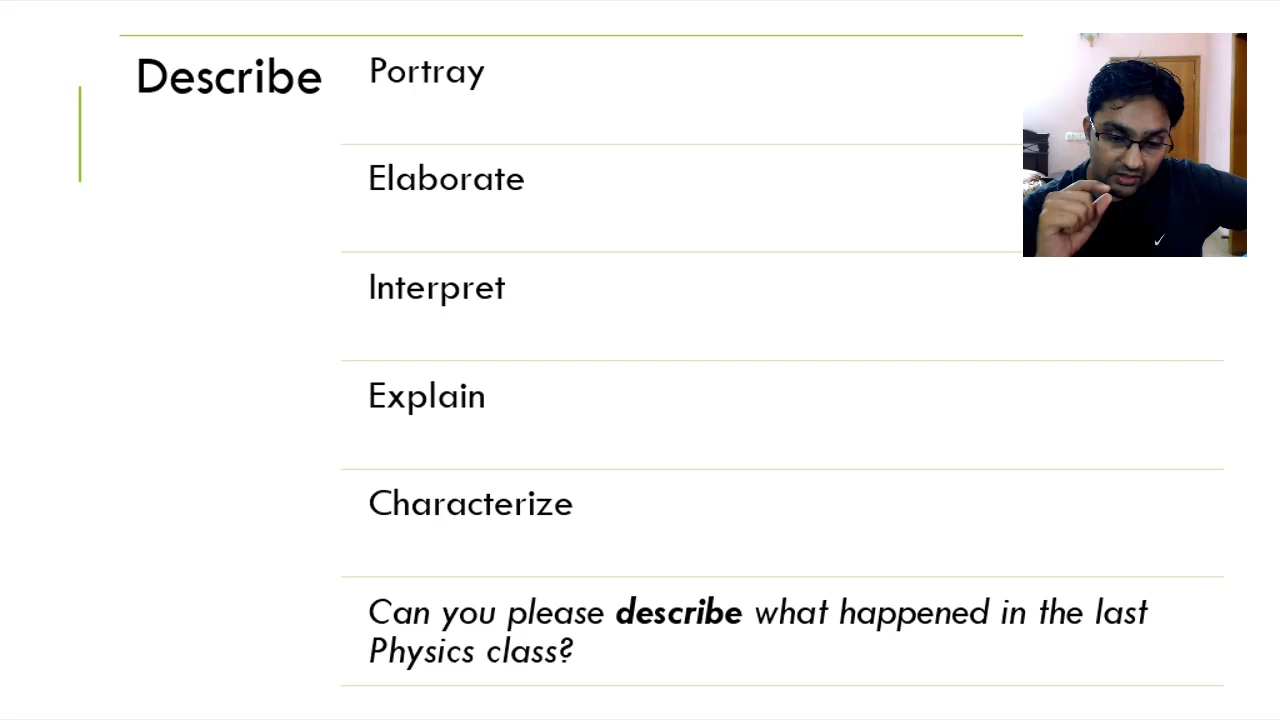 Describe
Portray
Elaborate
Interpret
Explain
Characterize
Can you please describe what happened in the last
Physics class?